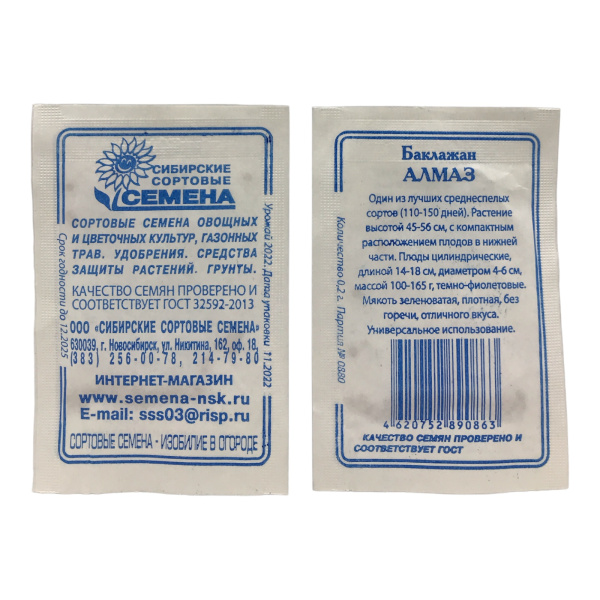 СИБИРСКИЕ
СОРТОВЫЕ
СЕМЕНА
СОРТОВЫЕ СЕМЕНА ОВОЩНЫХ
И ЦВЕТОЧНЫХ КУЛЬТУР, ГАЗОННЫХ
ТРАВ. УДОБРЕНИЯ. СРЕДСТВА
ЗАЩИТЫ РАСТЕНИЙ. ГРУНТЫ.
КАЧЕСТВО СЕМЯН ПРОВЕРЕНО И
СООТВЕТСТВУЕТ ГОСТ 32592-2013
ООО «СИБИРСКИЕ СОРТОВЫЕ СЕМЕНА»
630039, г. Новосибирск, ул. Никитина, 162, оф. 18,
(383) 256-00-78, 214-79-80
ИНТЕРНЕТ-МАГАЗИН
www.semena-nsk.ru
E-mail: sss03@risp.ru
СОРТОВЫЕ СЕМЕНА - ИЗОБИЛИЕ В ОГОРОДЕ
Срок годности до 12.2025
Урожай 2022. Дата упаковки 11.2022
Баклажан
АЛМАЗ
Один из лучших среднеспелых
сортов (110-150 дней). Растение
высотой 45-56 см, с компактным
расположением плодов в нижней
части. Плоды цилиндрические,
длиной 14-18 см, диаметром 4-6 см,
массой 100-165 г, темно-фиолетовые.
Мякоть зеленоватая, плотная, без
горечи, отличного вкуса.
Универсальное использование.
4 620752 890863
КАЧЕСТВО СЕМЯН ПРОВЕРЕНО И
СООТВЕТСТВУЕТ ГОСТ
Количество 0,2 г. Партия № 0880